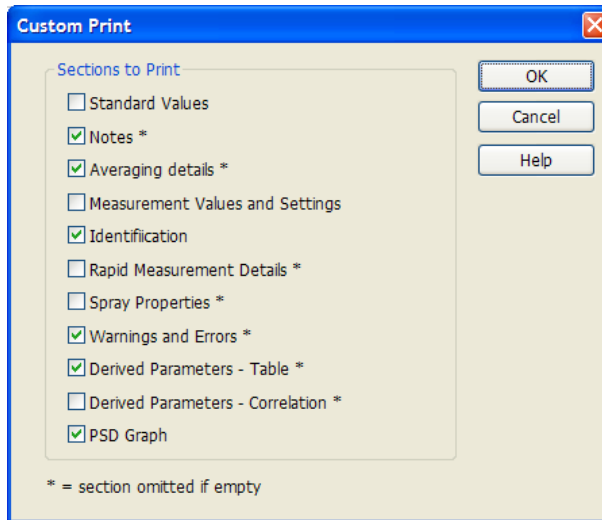 Custom Print
Sections to Print
Standard Values
Notes *
Averaging details *
Measurement Values and Settings
Identifiication
Rapid Measurement Details *
Spray Properties *
Warnings and Errors *
Derived Parameters - Table *
Derived Parameters - Correlation *
PSD Graph
* = section omitted if empty
OK
Cancel
Help